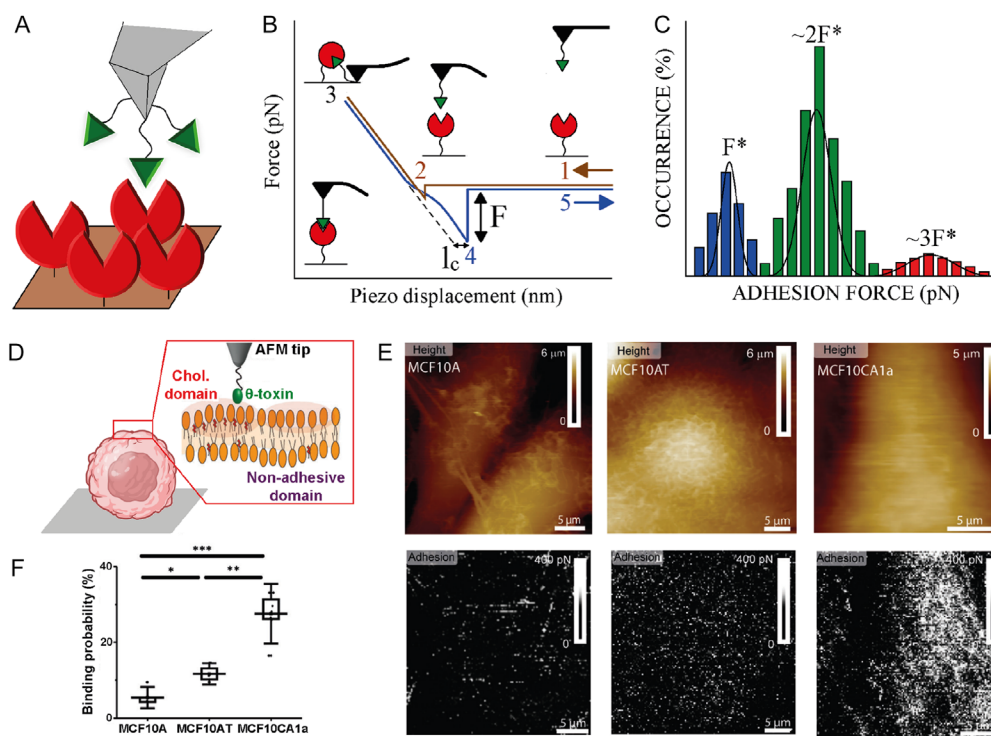 A
B
Force (pN)
3
2
1
5
F
lc
4
Piezo displacement (nm)
C
OCCURRENCE (%)
F*
~2F*
~3F*
ADHESION FORCE (pN)
D
AFM tip
Chol.
domain
θ-toxin
Non-adhesive
domain
E
Height
MCF10A
6 µm
0
5 µm
Height
MCF10AT
6 µm
0
5 µm
Height
MCF10CA1a
5 µm
0
5 µm
Adhesion
400 pN
0
5 µm
Adhesion
400 pN
0
5 µm
Adhesion
400 pN
0
F
Binding probability (%)
40
20
0
***
*
**
MCF10A
MCF10AT
MCF10CA1a